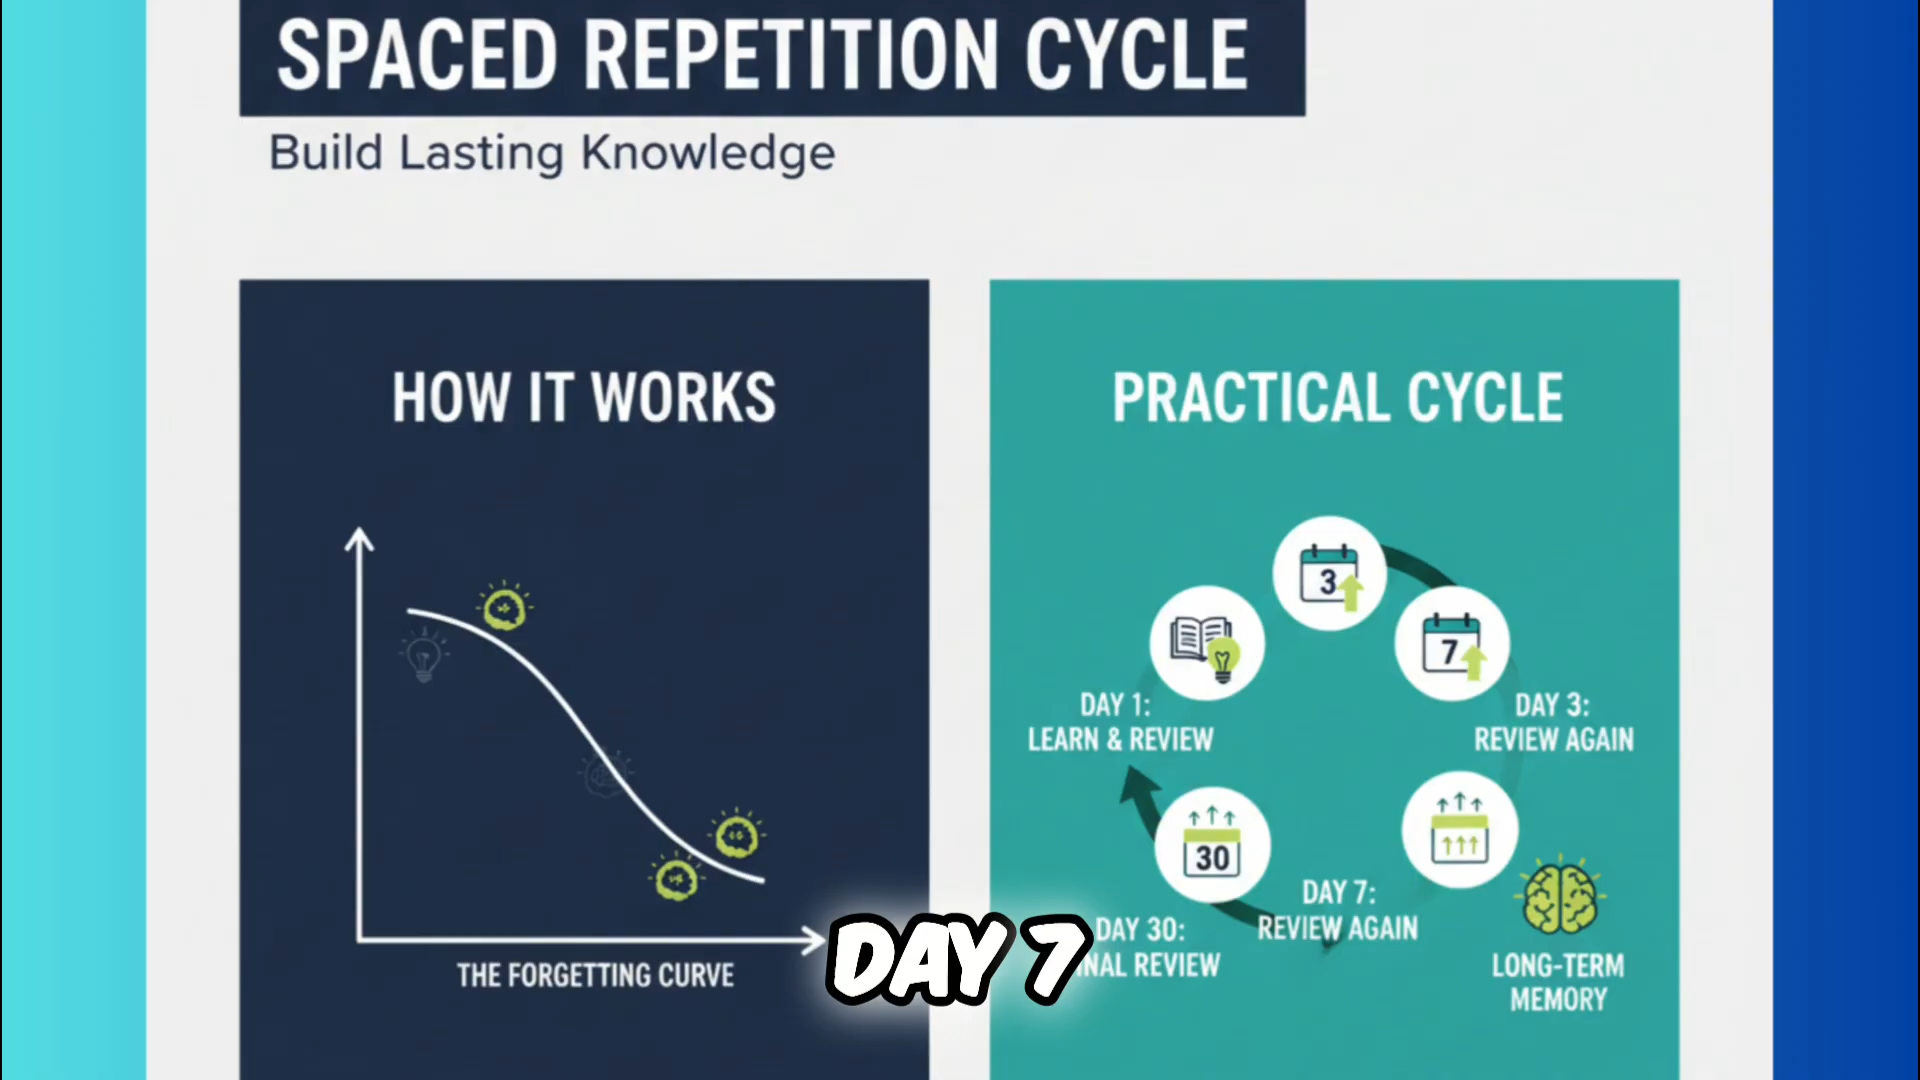 SPACED REPETITION CYCLE
Build Lasting Knowledge
HOW IT WORKS
THE FORGETTING CURVE
PRACTICAL CYCLE
3
7
DAY 1:
LEARN & REVIEW
DAY 3:
REVIEW AGAIN
30
DAY 7:
REVIEW AGAIN
DAY 30:
NAL REVIEW
LONG-TERM
MEMORY
DAY 7